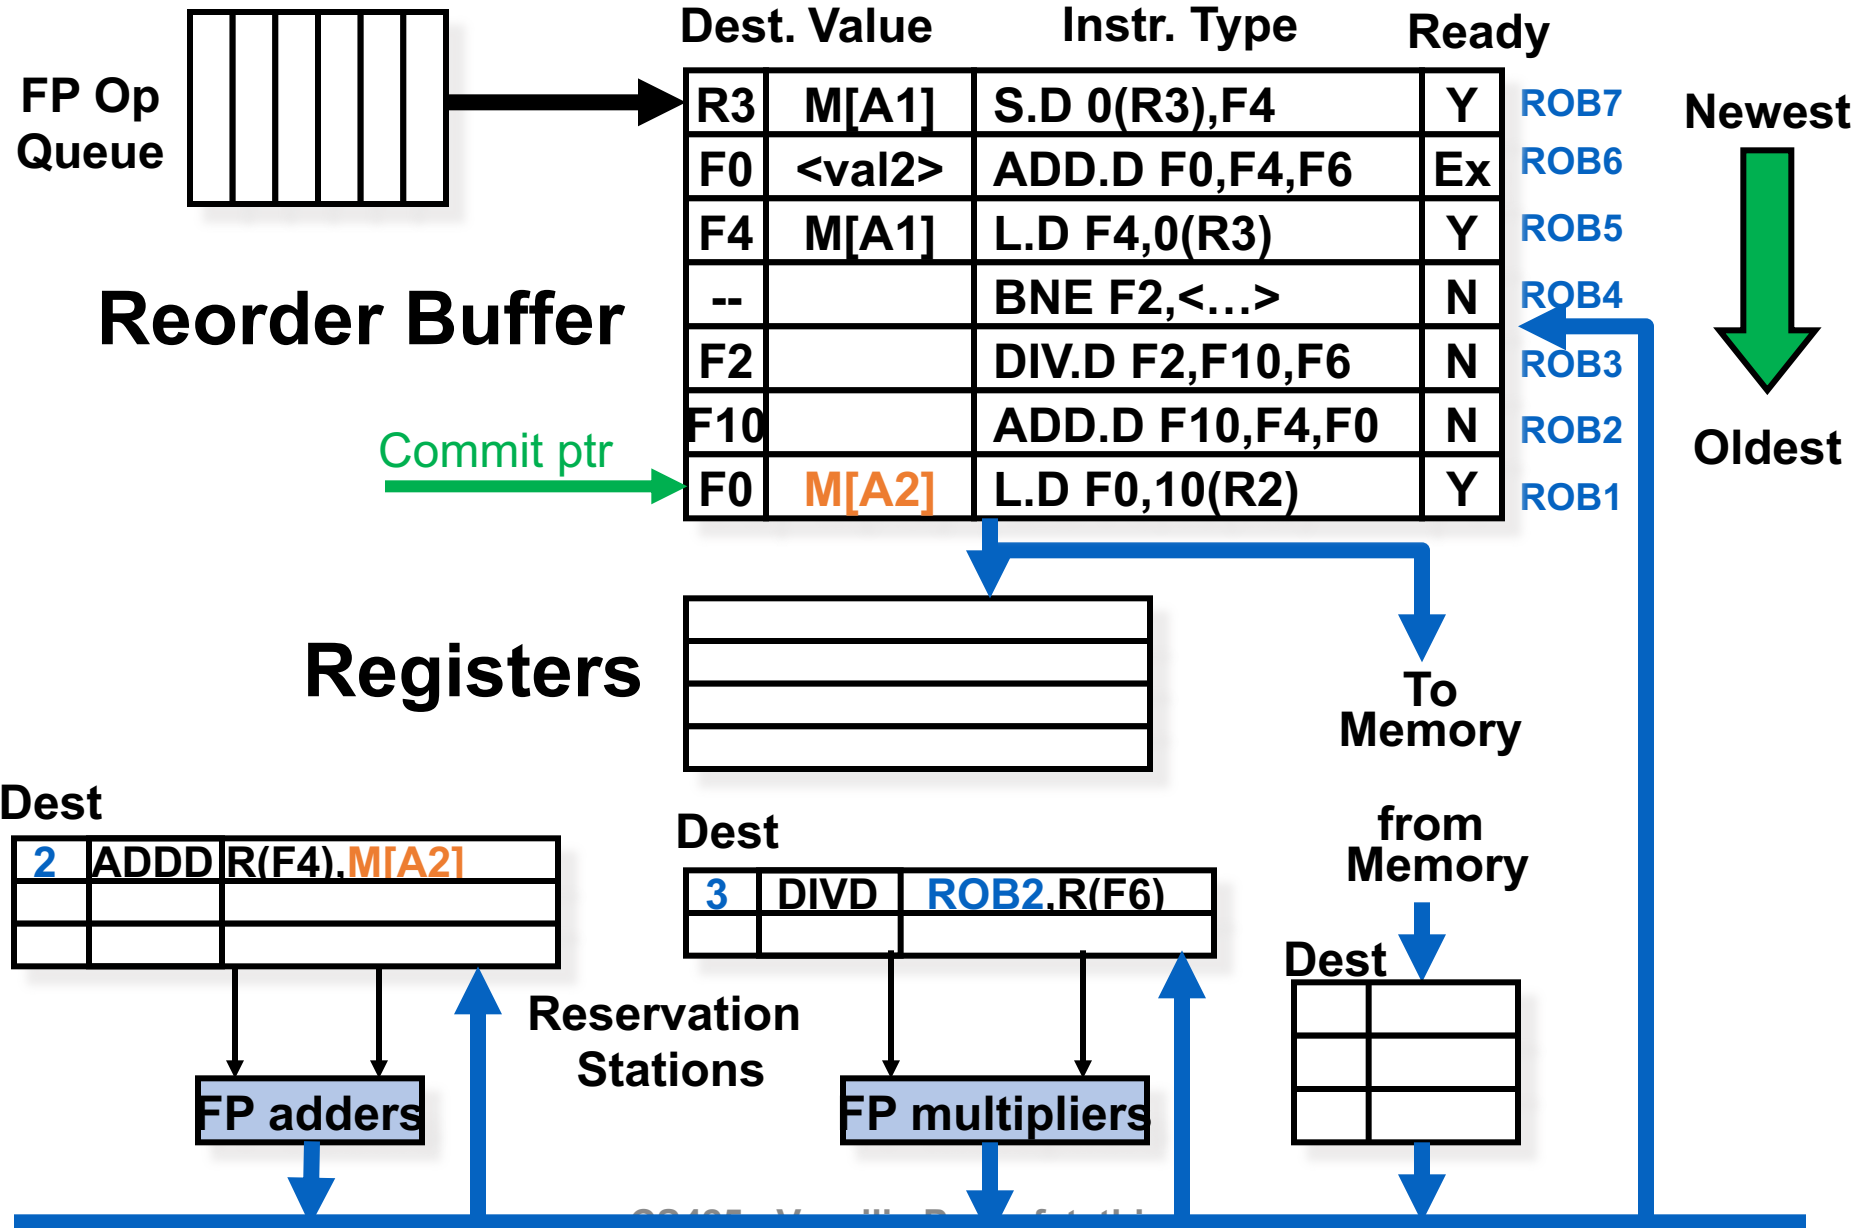 Dest. Value Instr. Type Ready
FP Op
Queue
R3 M[A1] S.D 0(R3),F4 Y ROB7
F0 <val2> ADD.D F0,F4,F6 Ex ROB6
F4 M[A1] L.D F4,0(R3) Y ROB5
-- BNE F2,<...> N ROB4
F2 DIV.D F2,F10,F6 N ROB3
F10 ADD.D F10,F4,F0 N ROB2
F0 M[A2] L.D F0,10(R2) Y ROB1
Newest
Oldest
Reorder Buffer
Commit ptr
Registers
To
Memory
from
Memory
Dest
2 ADDD R(F4),M[A2]
Dest
3 DIVD ROB2,R(F6)
Dest
Reservation
Stations
FP adders
FP multipliers